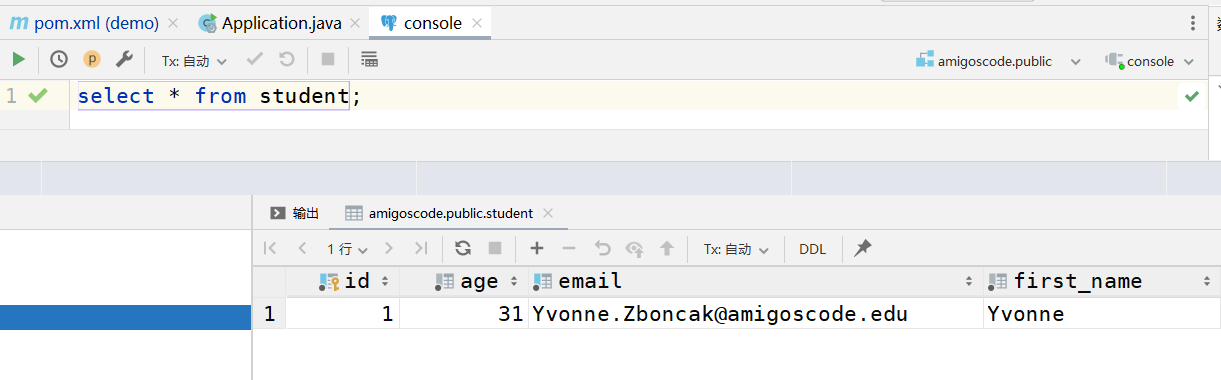 pom.xml (demo) Application.java console
Tx: 自动 amigoscode.public console
1 select * from student;
输出 amigoscode.public.student
1 行 Tx: 自动 DDL
id age email first_name
1 1 31 Yvonne.Zboncak@amigoscode.edu Yvonne